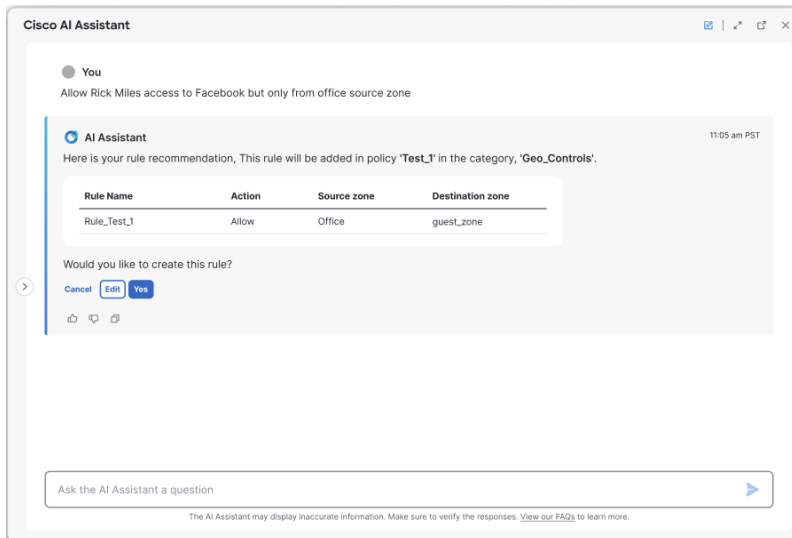 Cisco AI Assistant
You
Allow Rick Miles access to Facebook but only from office source zone
AI Assistant
11:05 am PST
Here is your rule recommendation, This rule will be added in policy 'Test_1' in the category, 'Geo_Controls'.
Rule Name Action Source zone Destination zone
Rule_Test_1 Allow Office guest_zone
Would you like to create this rule?
Cancel Edit Yes
Ask the AI Assistant a question
The AI Assistant may display inaccurate information. Make sure to verify the responses. View our FAQs to learn more.